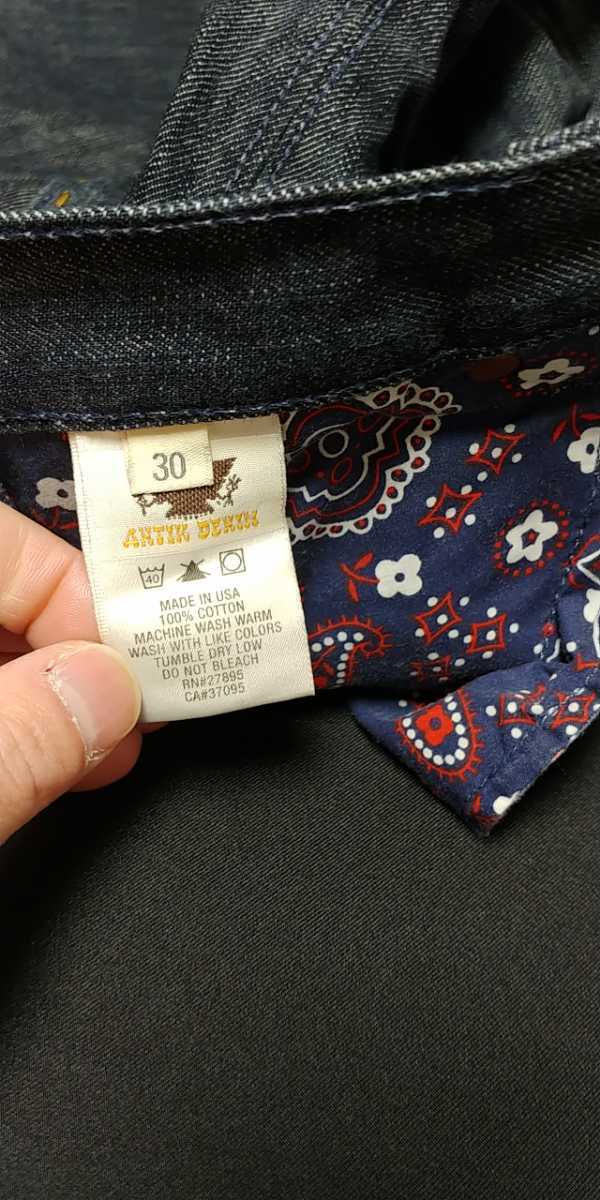 30
ANTIK DENIM
40
MADE IN USA
100% COTTON
MACHINE WASH WARM
WASH WITH LIKE COLORS
TUMBLE DRY LOW
DO NOT BLEACH
RN#27895
CA#37095